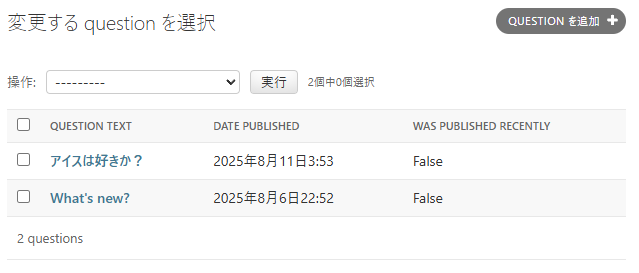 変更する question を選択
QUESTION を追加
操作: --------- 実行 2個中0個選択
QUESTION TEXT DATE PUBLISHED WAS PUBLISHED RECENTLY
アイスは好きか？ 2025年8月11日3:53 False
What's new? 2025年8月6日22:52 False
2 questions